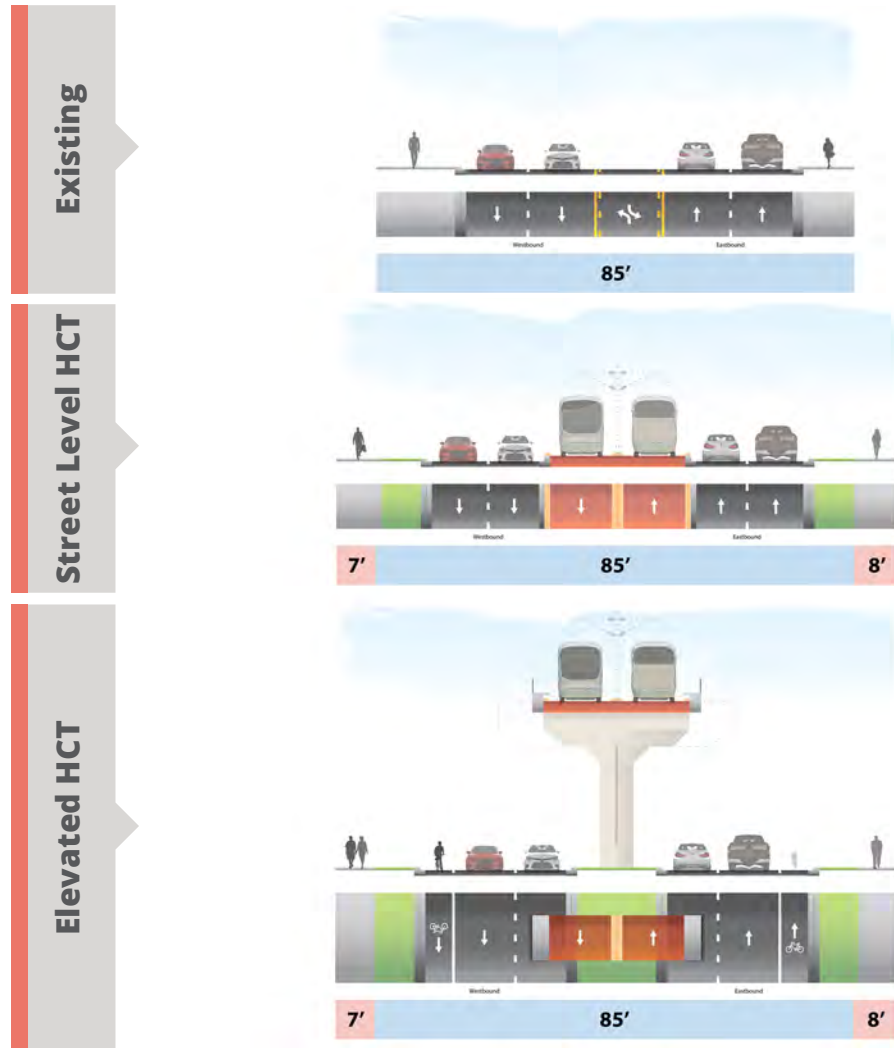 Existing
Westbound
Eastbound
85'
Street Level HCT
Westbound
Eastbound
7'
85'
8'
Elevated HCT
Westbound
Eastbound
7'
85'
8'